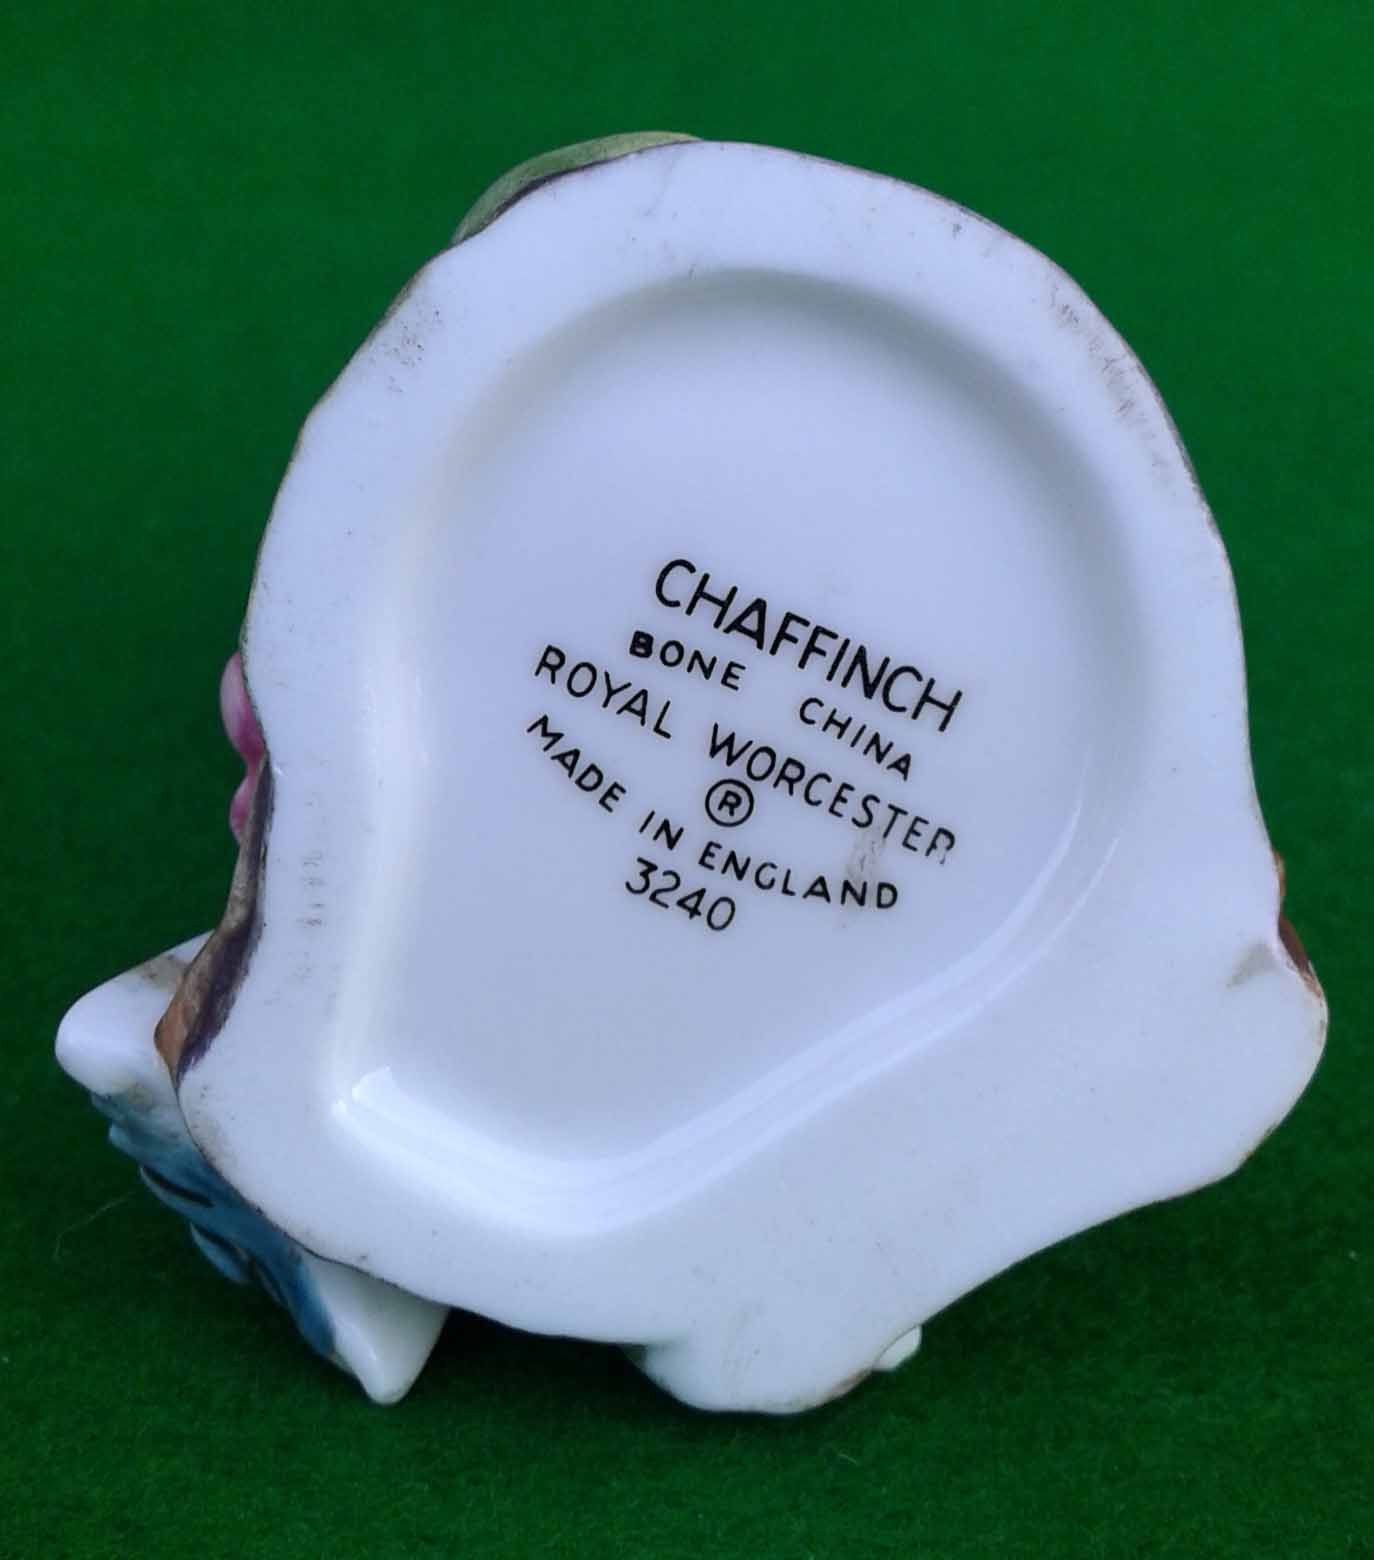 CHAFFINCH
BONE CHINA
ROYAL WORCESTER
®
MADE IN ENGLAND
3240